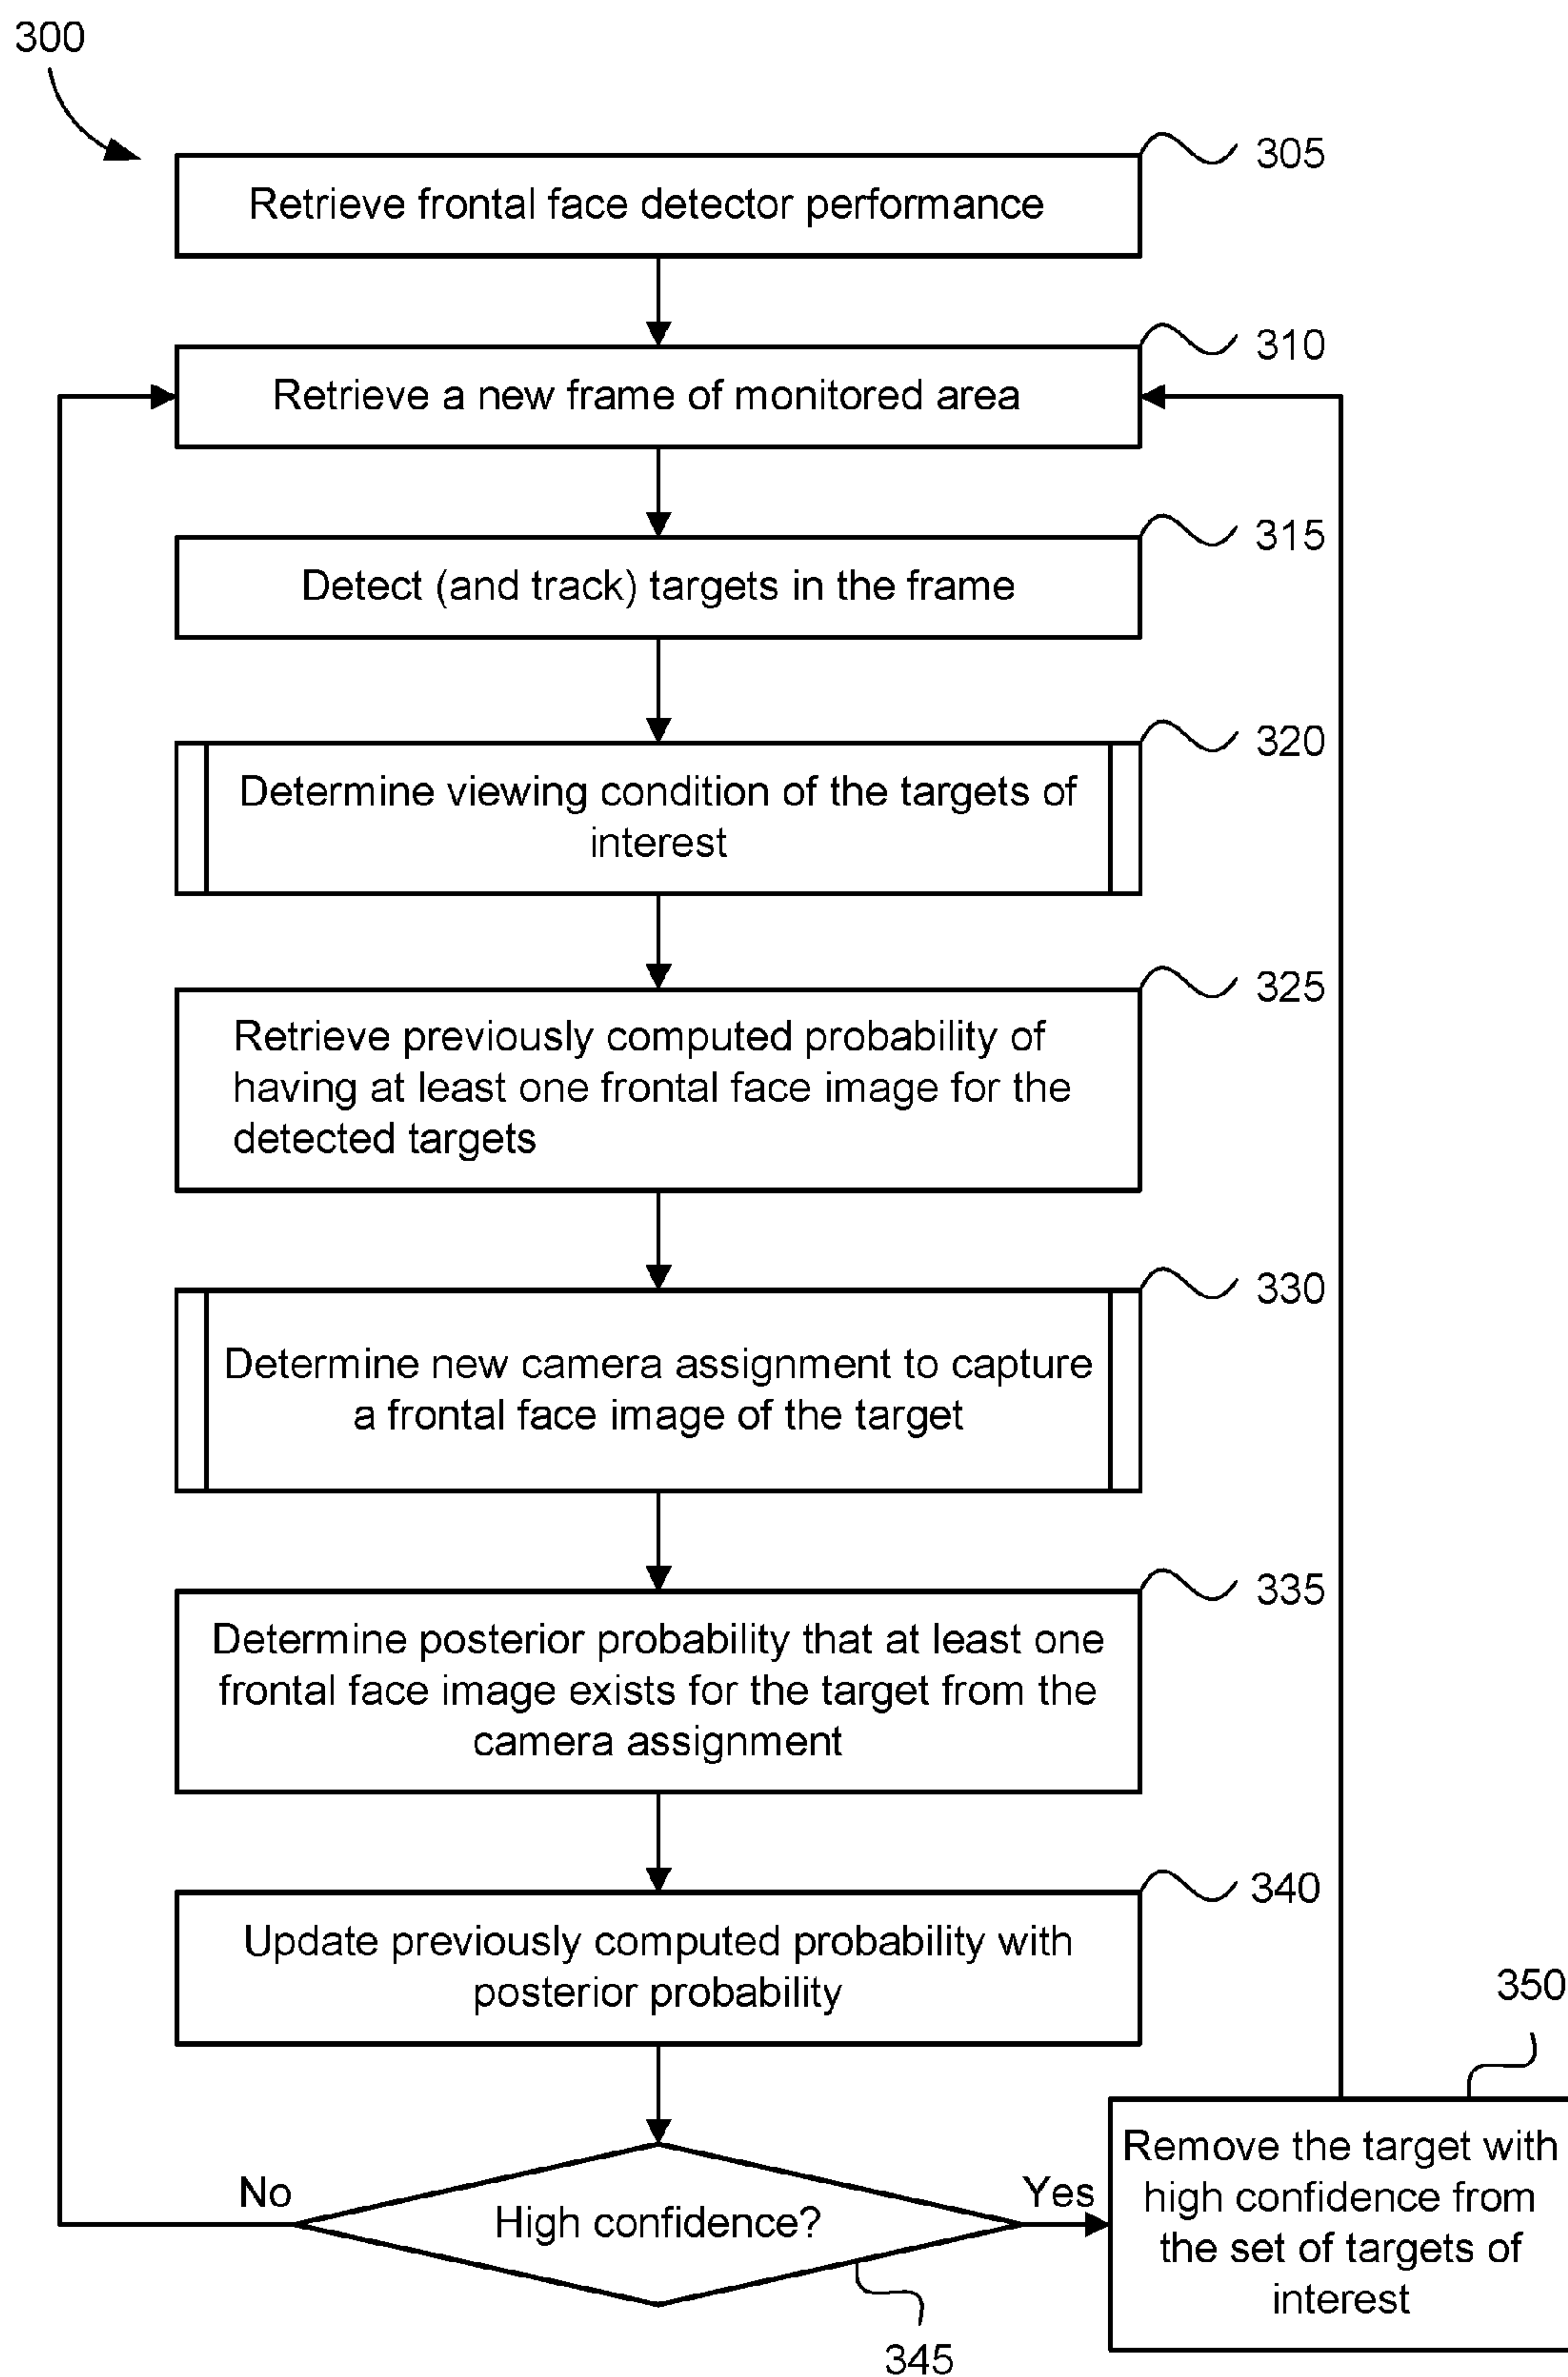 300
305
Retrieve frontal face detector performance
310
Retrieve a new frame of monitored area
315
Detect (and track) targets in the frame
320
Determine viewing condition of the targets of
interest
325
Retrieve previously computed probability of
having at least one frontal face image for the
detected targets
330
Determine new camera assignment to capture
a frontal face image of the target
335
Determine posterior probability that at least one
frontal face image exists for the target from the
camera assignment
340
Update previously computed probability with
posterior probability
350
No
High confidence?
Yes
Remove the target with
high confidence from
the set of targets of
interest
345